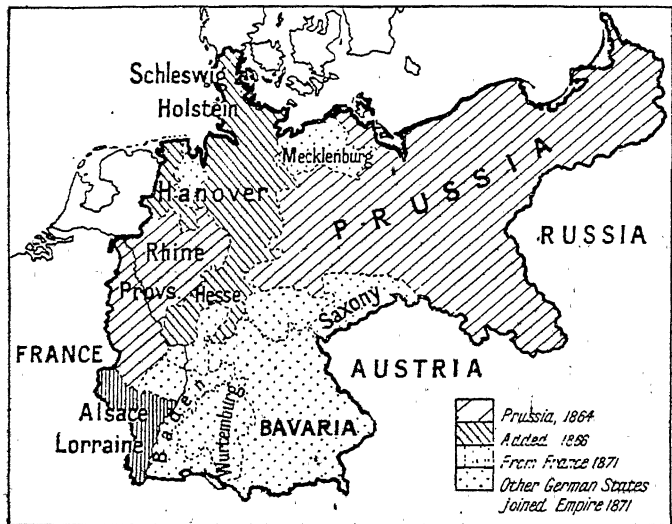 Schleswig
Holstein
Mecklenburg
Hanover
PRUSSIA
RUSSIA
Rhine
Provs
Hesse
Saxony
FRANCE
AUSTRIA
Alsace
Lorraine
Baden
Wurtemburg
BAVARIA
Prussia, 1864
Added 1866
From France 1871
Other German States
joined Empire 1871